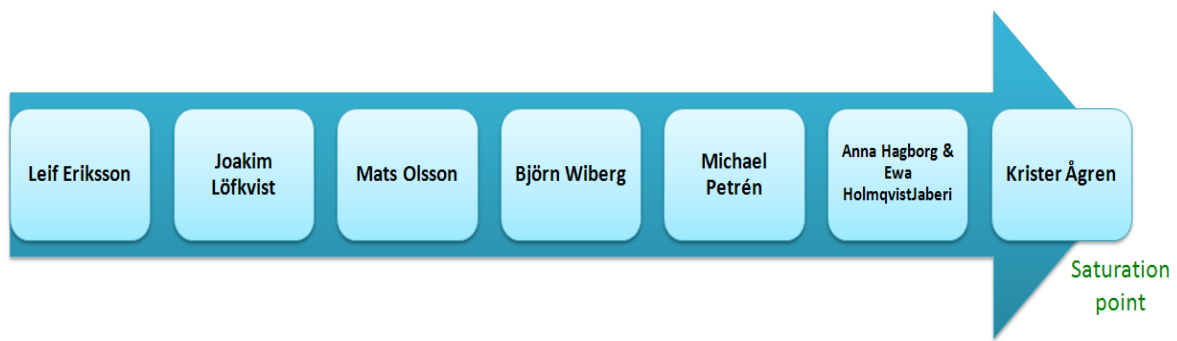 Leif Eriksson
Joakim
Löfkvist
Mats Olsson
Björn Wiberg
Michael
Petrén
Anna Hagborg &
Ewa
HolmqvistJaberi
Krister Ågren
Saturation
point